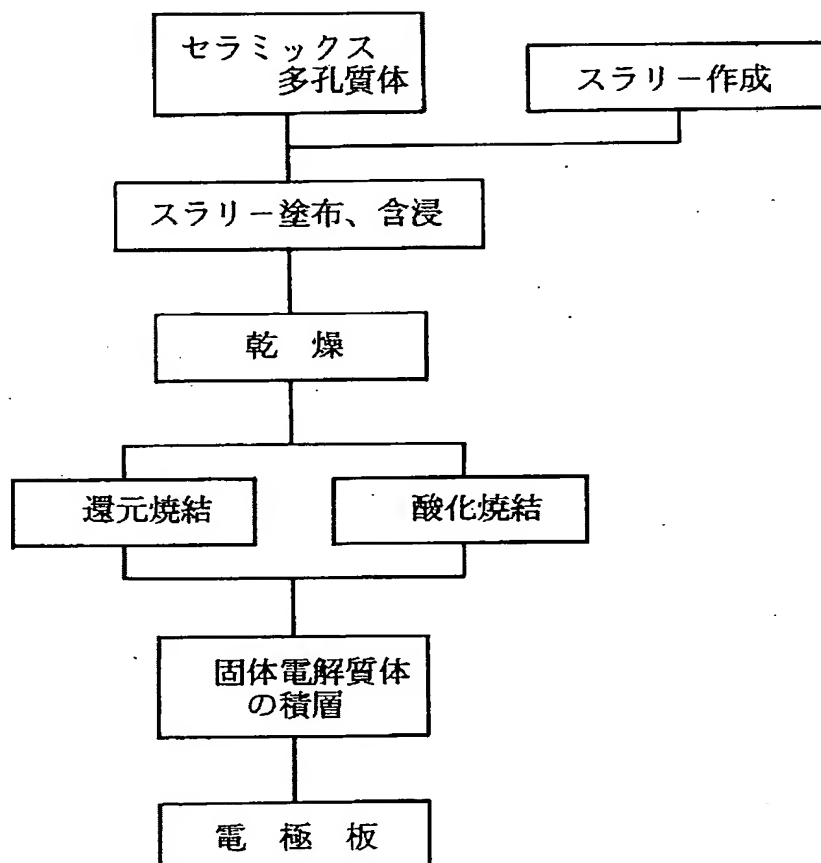 セラミックス
多孔質体
スラリー作成
スラリー塗布、含浸
乾 燥
還元焼結
酸化焼結
固体電解質体
の積層
電 極 板